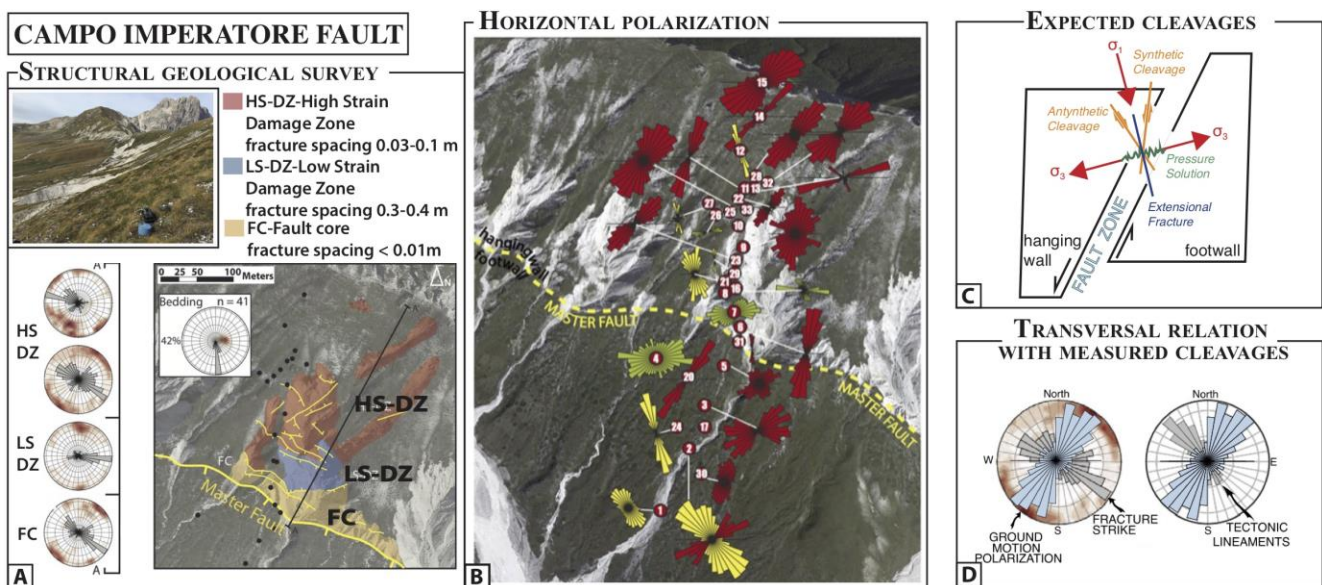 CAMPO IMPERATORE FAULT
STRUCTURAL GEOLOGICAL SURVEY
HS-DZ-High Strain
Damage Zone
fracture spacing 0.03-0.1 m
LS-DZ-Low Strain
Damage Zone
fracture spacing 0.3-0.4 m
FC-Fault core
fracture spacing < 0.01m
A
HS
DZ
LS
DZ
FC
A
0 25 50 100
Meters
N
Bedding n = 41
42%
A
HS-DZ
LS-DZ
FC
FC
Master Fault
A
HORIZONTAL POLARIZATION
15
14
12
28
11 13 32
22
27
26 25 33
10
9
23
29
21 16
8
7
6
31
4
5
20
3
24 17
2
30
1
hanging wall
footwall
MASTER FAULT
MASTER FAULT
B
EXPECTED CLEAVAGES
σ1
Synthetic
Cleavage
Antynthetic
Cleavage
σ3
σ3
Pressure
Solution
Extensional
Fracture
FAULT ZONE
hanging
wall
footwall
C
TRANSVERSAL RELATION
WITH MEASURED CLEAVAGES
North
W
S
GROUND
MOTION
POLARIZATION
FRACTURE
STRIKE
North
E
S
TECTONIC
LINEAMENTS
D